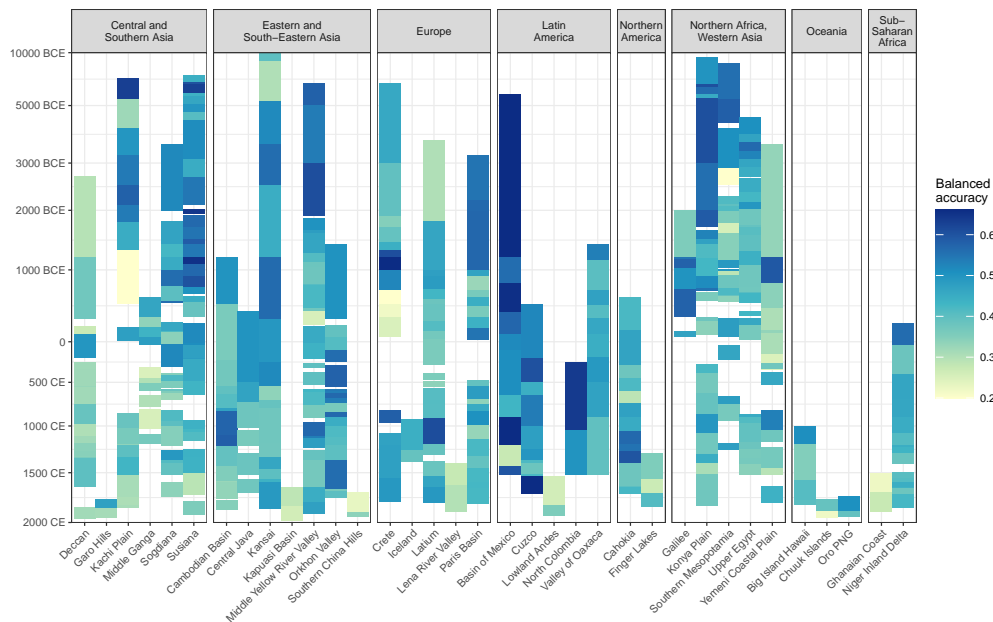 Central and
Southern Asia
Eastern and
South–Eastern Asia
Europe
Latin
America
Northern
America
Northern Africa,
Western Asia
Oceania
Sub–
Saharan
Africa
10000 BCE
5000 BCE
3000 BCE
2000 BCE
1000 BCE
0
500 CE
1000 CE
1500 CE
2000 CE
Balanced
accuracy
0.6
0.5
0.4
0.3
0.2
Deccan
Garo Hills
Kachi Plain
Middle Ganga
Sogdiana
Susiana
Cambodian Basin
Central Java
Kansai
Kapuasi Basin
Middle Yellow River Valley
Orkhon Valley
Southern China Hills
Crete
Iceland
Latium
Lena River Valley
Paris Basin
Basin of Mexico
Cuzco
Lowland Andes
North Colombia
Valley of Oaxaca
Cahokia
Finger Lakes
Galilee
Konya Plain
Southern Mesopotamia
Upper Egypt
Yemeni Coastal Plain
Big Island Hawaii
Chuuk Islands
Oro PNG
Ghanaian Coast
Niger Inland Delta